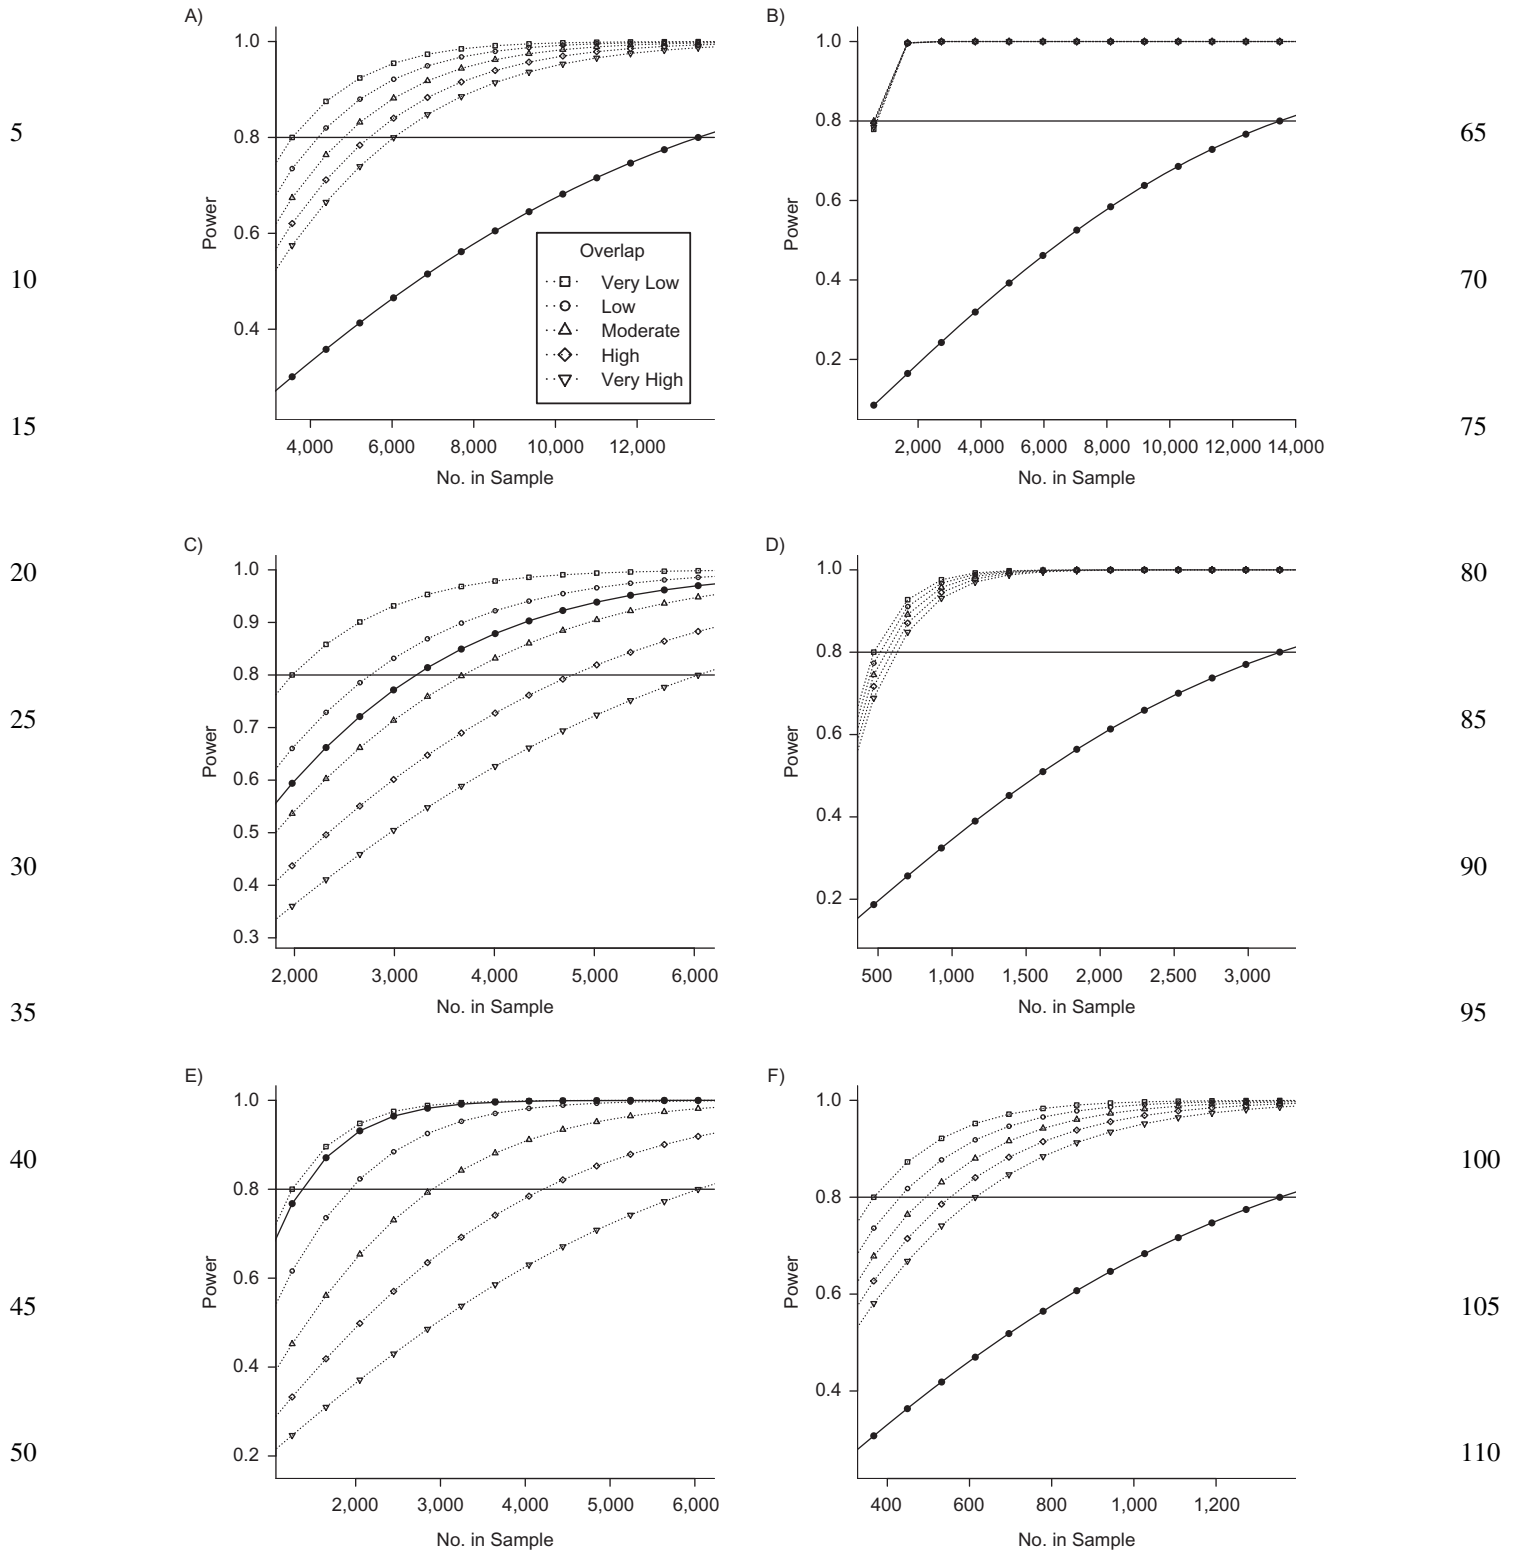 A)
1.0
0.8
0.6
0.4
Power
Overlap
Very Low
Low
Moderate
High
Very High
4,000 6,000 8,000 10,000 12,000
No. in Sample
B)
1.0
0.8
0.6
0.4
0.2
Power
2,000 4,000 6,000 8,000 10,000 12,000 14,000
No. in Sample
C)
1.0
0.9
0.8
0.7
0.6
0.5
0.4
0.3
Power
2,000 3,000 4,000 5,000 6,000
No. in Sample
D)
1.0
0.8
0.6
0.4
0.2
Power
500 1,000 1,500 2,000 2,500 3,000
No. in Sample
E)
1.0
0.8
0.6
0.4
0.2
Power
2,000 3,000 4,000 5,000 6,000
No. in Sample
F)
1.0
0.8
0.6
0.4
Power
400 600 800 1,000 1,200
No. in Sample
5
10
15
20
25
30
35
40
45
50
65
70
75
80
85
90
95
100
105
110